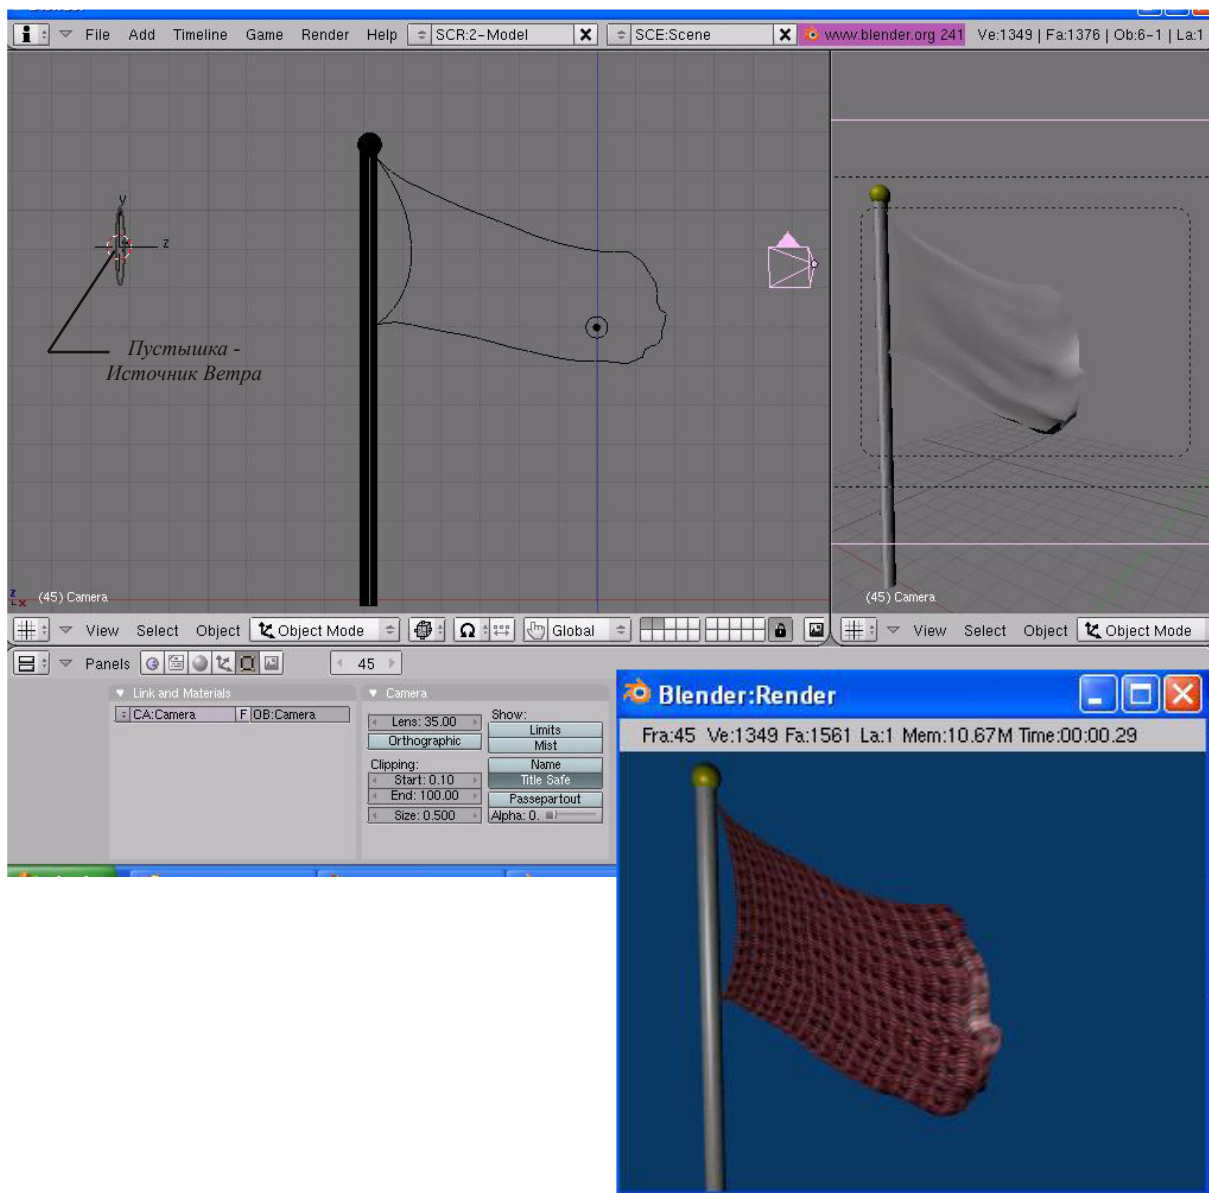 File Add Timeline Game Render Help SCR:2-Model X SCE:Scene X www.blender.org 241 Ve:1349 | Fa:1376 | Ob:6-1 | La:1
y
z
Пустышка -
Источник Ветра
z
x
(45) Camera
(45) Camera
View Select Object Object Mode Global
View Select Object Object Mode
Panels 45
Link and Materials
CA:Camera F OB:Camera
Camera
Lens: 35.00
Orthographic
Clipping:
Start: 0.10
End: 100.00
Size: 0.500
Show:
Limits
Mist
Name
Title Safe
Passepartout
Alpha: 0.
Blender:Render
Fra:45 Ve:1349 Fa:1561 La:1 Mem:10.67M Time:00:00.29